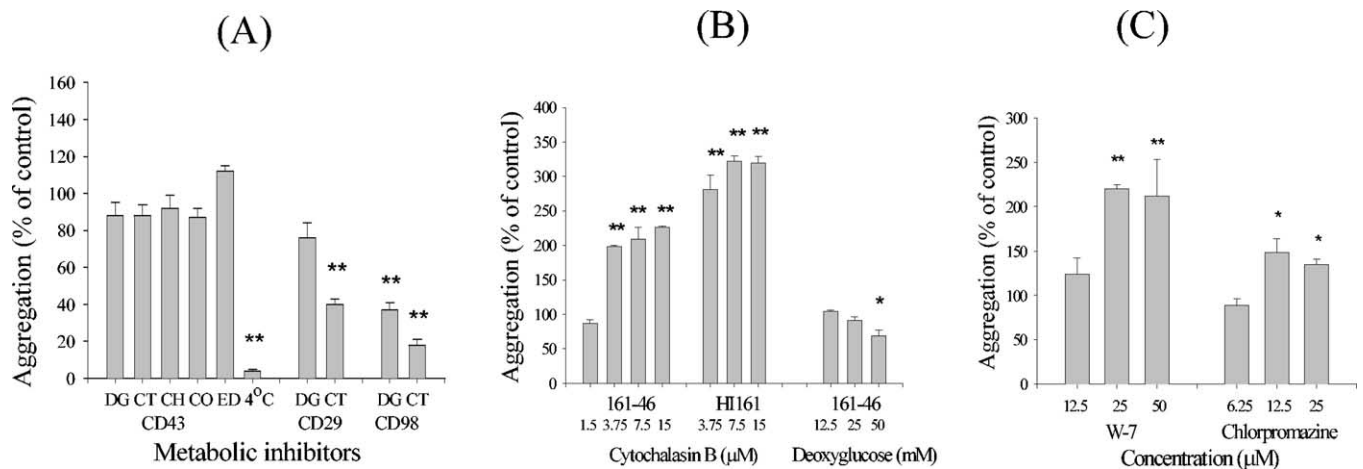 (A)
Aggregation (% of control)
160
140
120
100
80
60
40
20
0
**
**
**
**
DG CT CH CO ED 4°C DG CT DG CT
CD43 CD29 CD98
Metabolic inhibitors
(B)
Aggregation (% of control)
400
350
300
250
200
150
100
50
0
** ** ** ** ** ** *
161-46 HI161 161-46
1.5 3.75 7.5 15 3.75 7.5 15 12.5 25 50
Cytochalasin B (μM) Deoxyglucose (mM)
(C)
Aggregation (% of control)
300
250
200
150
100
50
0
** ** * *
12.5 25 50 6.25 12.5 25
W-7 Chlorpromazine
Concentration (μM)